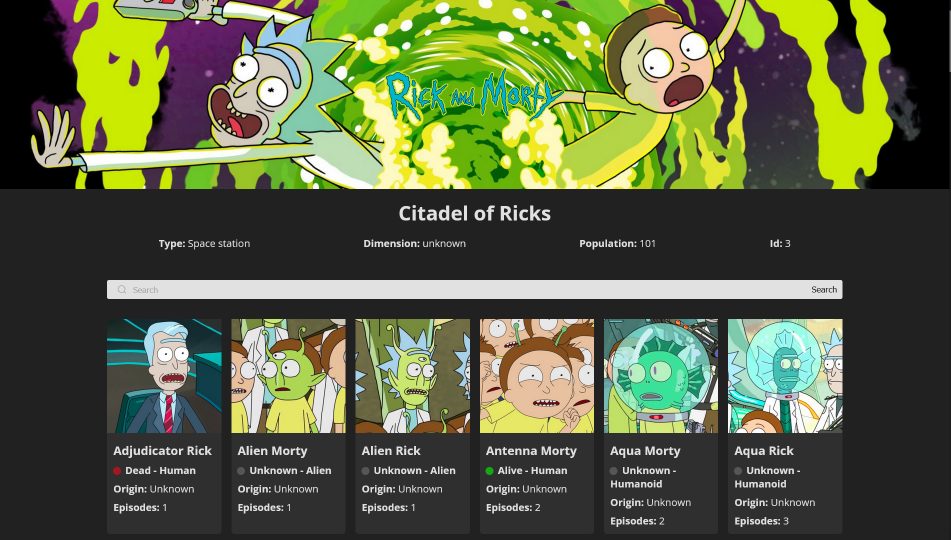 Rick and Morty
Citadel of Ricks
Type: Space station Dimension: unknown Population: 101 Id: 3
Search Search
Adjudicator Rick
Dead - Human
Origin: Unknown
Episodes: 1
Alien Morty
Unknown - Alien
Origin: Unknown
Episodes: 1
Alien Rick
Unknown - Alien
Origin: Unknown
Episodes: 1
Antenna Morty
Alive - Human
Origin: Unknown
Episodes: 2
Aqua Morty
Unknown -
Humanoid
Origin: Unknown
Episodes: 2
Aqua Rick
Unknown -
Humanoid
Origin: Unknown
Episodes: 3